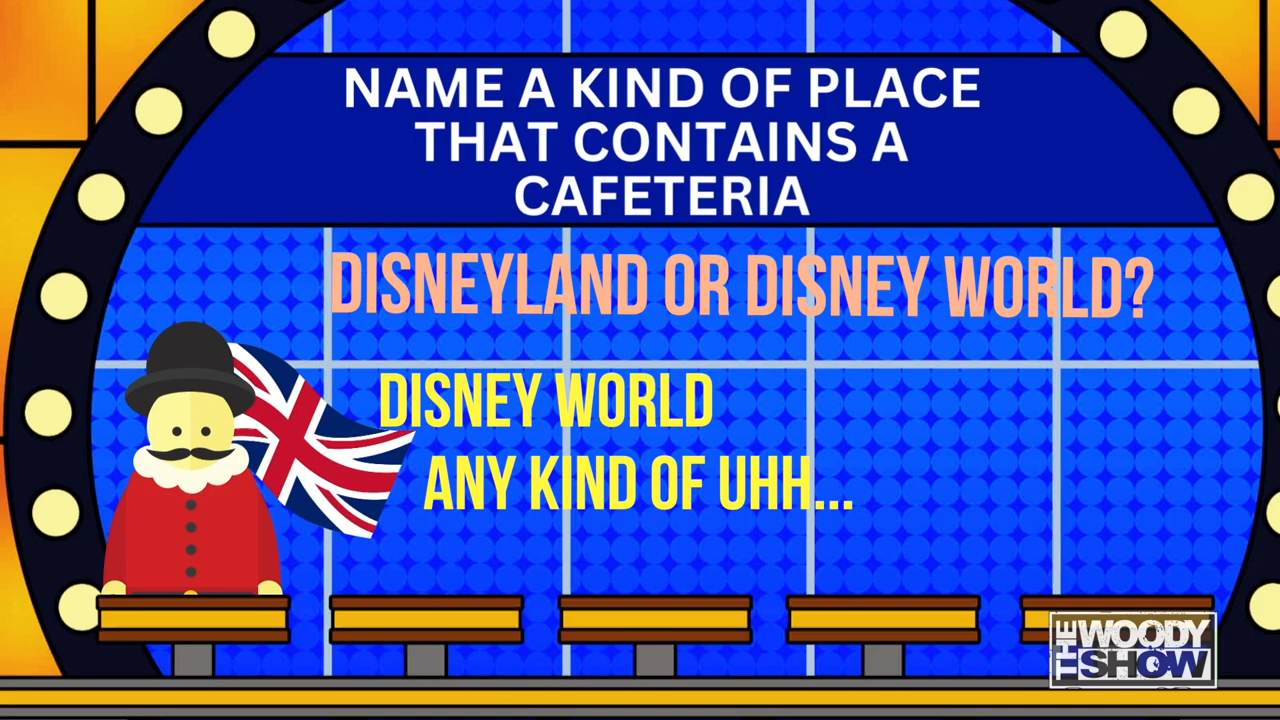 NAME A KIND OF PLACE
THAT CONTAINS A
CAFETERIA
DISNEYLAND OR DISNEY WORLD?
DISNEY WORLD
ANY KIND OF UHH...
THE WOODY SHOW